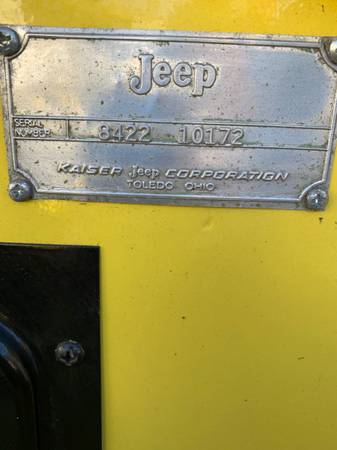 Jeep
SERIAL
NUMBER 8422 10172
KAISER Jeep CORPORATION
TOLEDO OHIO